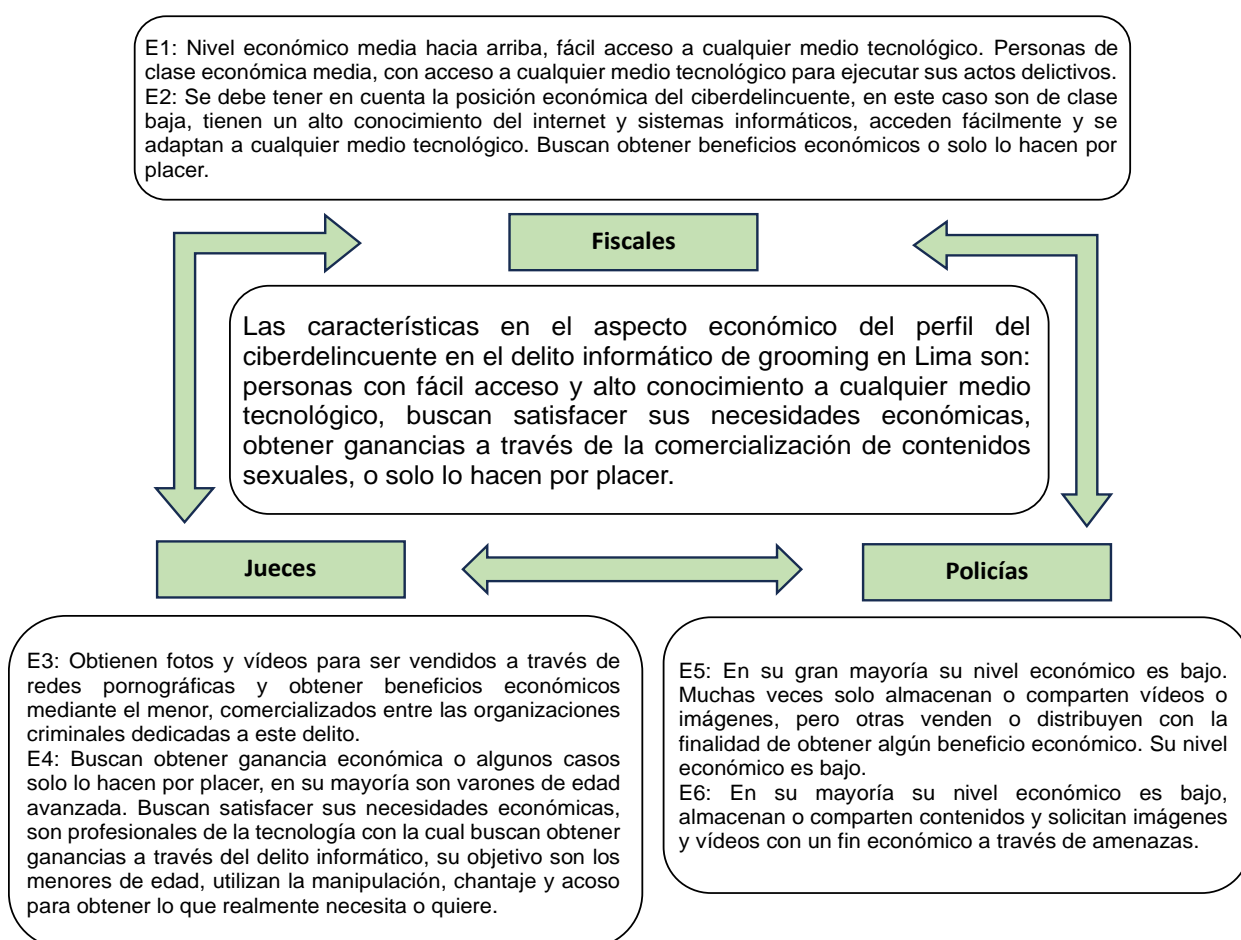 E1: Nivel económico media hacia arriba, fácil acceso a cualquier medio tecnológico. Personas de
clase económica media, con acceso a cualquier medio tecnológico para ejecutar sus actos delictivos.
E2: Se debe tener en cuenta la posición económica del ciberdelincuente, en este caso son de clase
baja, tienen un alto conocimiento del internet y sistemas informáticos, acceden fácilmente y se
adaptan a cualquier medio tecnológico. Buscan obtener beneficios económicos o solo lo hacen por
placer.
Fiscales
Las características en el aspecto económico del perfil del
ciberdelincuente en el delito informático de grooming en Lima son:
personas con fácil acceso y alto conocimiento a cualquier medio
tecnológico, buscan satisfacer sus necesidades económicas,
obtener ganancias a través de la comercialización de contenidos
sexuales, o solo lo hacen por placer.
Jueces
Policías
E3: Obtienen fotos y vídeos para ser vendidos a través de
redes pornográficas y obtener beneficios económicos
mediante el menor, comercializados entre las organizaciones
criminales dedicadas a este delito.
E4: Buscan obtener ganancia económica o algunos casos
solo lo hacen por placer, en su mayoría son varones de edad
avanzada. Buscan satisfacer sus necesidades económicas,
son profesionales de la tecnología con la cual buscan obtener
ganancias a través del delito informático, su objetivo son los
menores de edad, utilizan la manipulación, chantaje y acoso
para obtener lo que realmente necesita o quiere.
E5: En su gran mayoría su nivel económico es bajo.
Muchas veces solo almacenan o comparten vídeos o
imágenes, pero otras venden o distribuyen con la
finalidad de obtener algún beneficio económico. Su nivel
económico es bajo.
E6: En su mayoría su nivel económico es bajo,
almacenan o comparten contenidos y solicitan imágenes
y vídeos con un fin económico a través de amenazas.